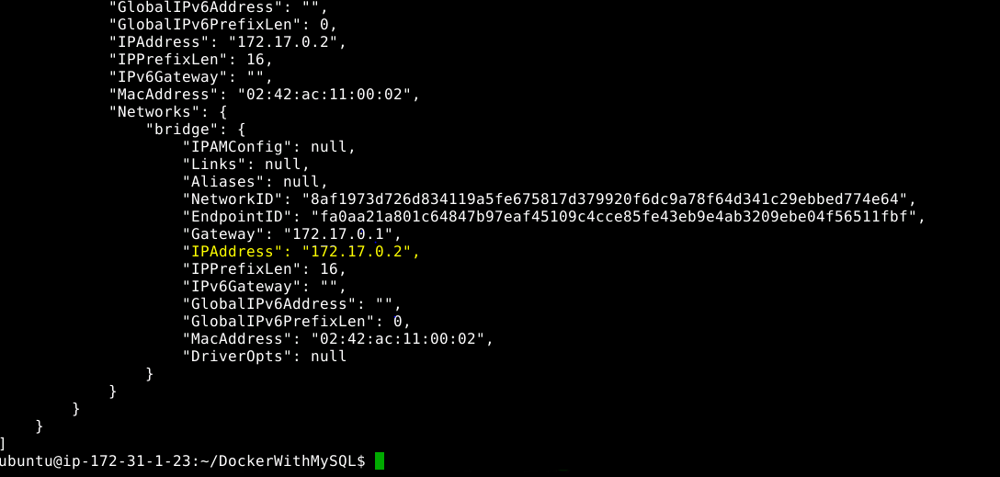 "GlobalIPv6Address": "",
"GlobalIPv6PrefixLen": 0,
"IPAddress": "172.17.0.2",
"IPPrefixLen": 16,
"IPv6Gateway": "",
"MacAddress": "02:42:ac:11:00:02",
"Networks": {
"bridge": {
"IPAMConfig": null,
"Links": null,
"Aliases": null,
"NetworkID": "8af1973d726d834119a5fe675817d379920f6dc9a78f64d341c29ebbed774e64",
"EndpointID": "fa0aa21a801c64847b97eaf45109c4cce85fe43eb9e4ab3209ebe04f56511fbf",
"Gateway": "172.17.0.1",
"IPAddress": "172.17.0.2",
"IPPrefixLen": 16,
"IPv6Gateway": "",
"GlobalIPv6Address": "",
"GlobalIPv6PrefixLen": 0,
"MacAddress": "02:42:ac:11:00:02",
"DriverOpts": null
}
}
}
}
]
ubuntu@ip-172-31-1-23:~/DockerWithMySQL$